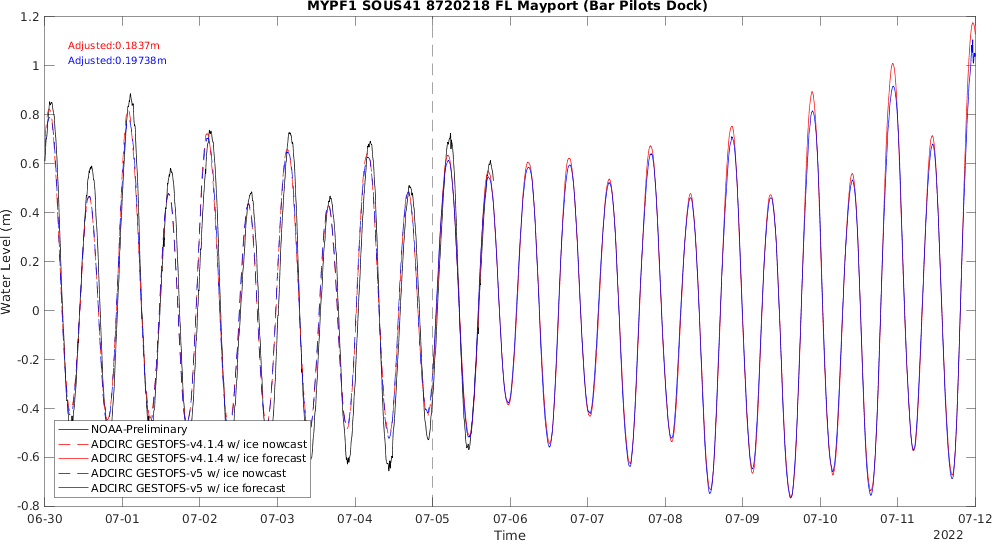 MYPF1 SOUS41 8720218 FL Mayport (Bar Pilots Dock)
1.2
1
0.8
0.6
0.4
0.2
0
-0.2
-0.4
-0.6
-0.8
Water Level (m)
Adjusted:0.1837m
Adjusted:0.19738m
NOAA-Preliminary
ADCIRC GESTOFS-v4.1.4 w/ ice nowcast
ADCIRC GESTOFS-v4.1.4 w/ ice forecast
ADCIRC GESTOFS-v5 w/ ice nowcast
ADCIRC GESTOFS-v5 w/ ice forecast
06-30 07-01 07-02 07-03 07-04 07-05 07-06 07-07 07-08 07-09 07-10 07-11 07-12
Time
2022